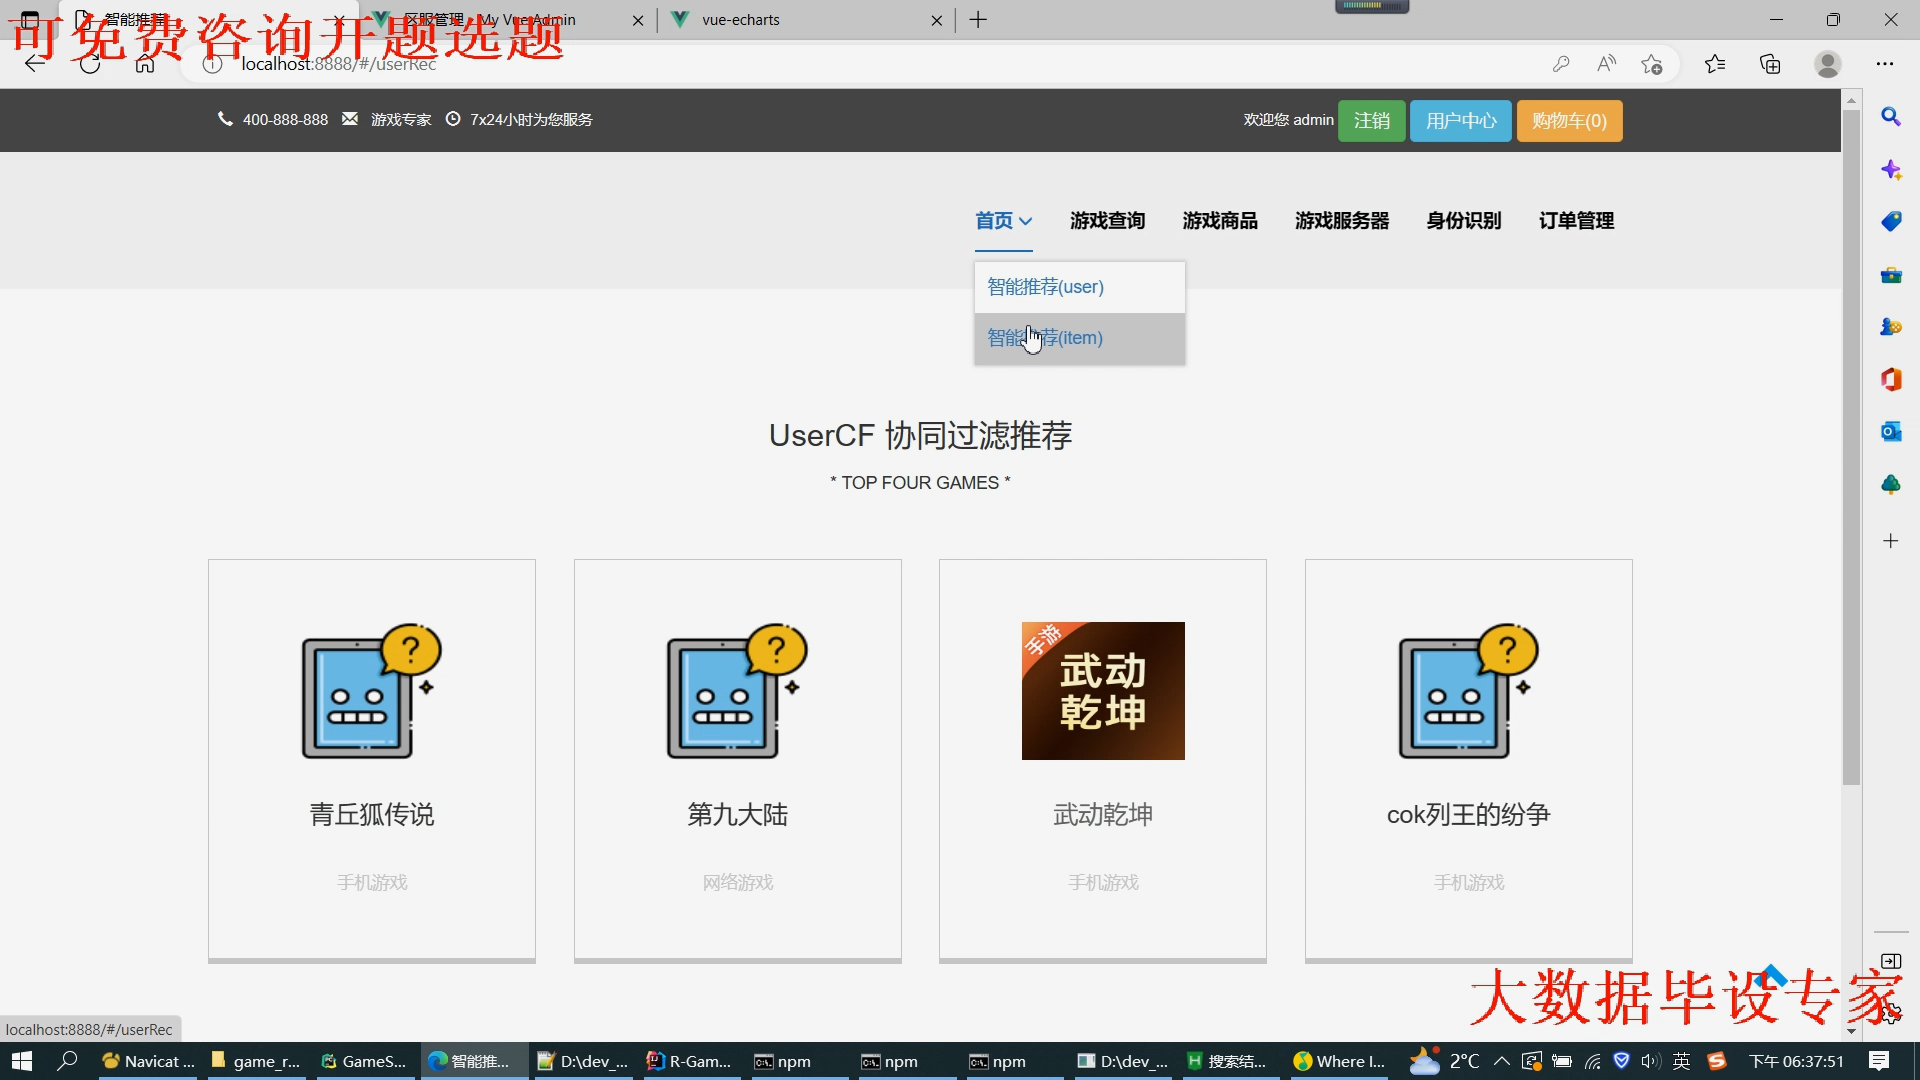 智能推荐
区服管理 - My Vue Admin
vue-echarts
可免费咨询开题选题
localhost:8888/#/userRec
400-888-888 游戏专家 7x24小时为您服务
欢迎您 admin 注销 用户中心 购物车(0)
首页 游戏查询 游戏商品 游戏服务器 身份识别 订单管理
智能推荐(user)
智能推荐(item)
UserCF 协同过滤推荐
* TOP FOUR GAMES *
手游
武动
乾坤
青丘狐传说 第九大陆 武动乾坤 cok列王的纷争
手机游戏 网络游戏 手机游戏 手机游戏
大数据毕设专家
localhost:8888/#/userRec
Navicat ... game_r... GameS... 智能推... D:\dev_... R-Gam... npm npm npm D:\dev_... 搜索结... Where I... 2°C 英 下午 06:37:51